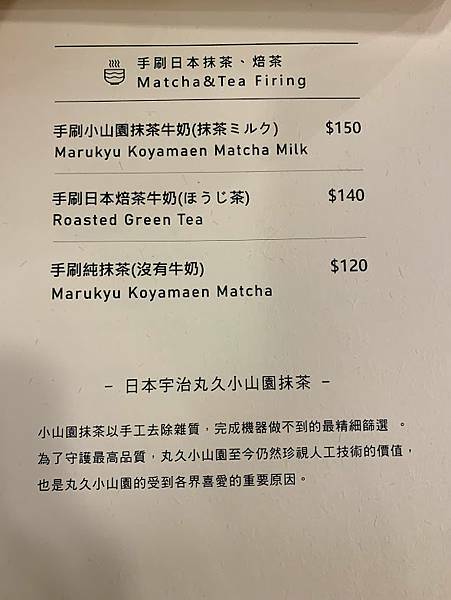 手刷日本抹茶、焙茶
Matcha&Tea Firing
手刷小山園抹茶牛奶(抹茶ミルク) $150
Marukyu Koyamaen Matcha Milk
手刷日本焙茶牛奶(ほうじ茶) $140
Roasted Green Tea
手刷純抹茶(沒有牛奶) $120
Marukyu Koyamaen Matcha
– 日本宇治丸久小山園抹茶 –
小山園抹茶以手工去除雜質，完成機器做不到的最精細篩選 。
為了守護最高品質，丸久小山園至今仍然珍視人工技術的價值，
也是丸久小山園的受到各界喜愛的重要原因。